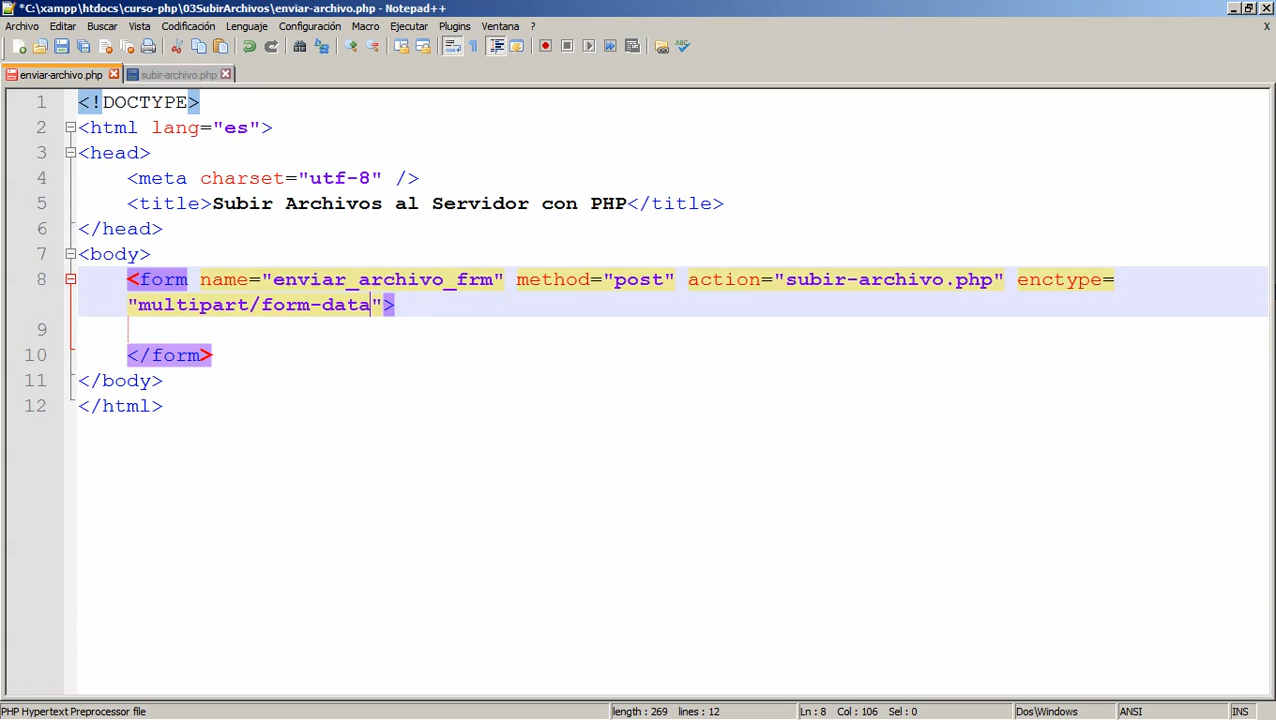 *C:\xampp\htdocs\curso-php\03SubirArchivos\enviar-archivo.php - Notepad++
Archivo Editar Buscar Vista Codificación Lenguaje Configuración Macro Ejecutar Plugins Ventana ? X
enviar-archivo.php subir-archivo.php
1 <!DOCTYPE>
2 <html lang="es">
3 <head>
4 <meta charset="utf-8" />
5 <title>Subir Archivos al Servidor con PHP</title>
6 </head>
7 <body>
8 <form name="enviar_archivo_frm" method="post" action="subir-archivo.php" enctype=
"multipart/form-data">
9
10 </form>
11 </body>
12 </html>
PHP Hypertext Preprocessor file length : 269 lines : 12 Ln : 8 Col : 106 Sel : 0 Dos\Windows ANSI INS